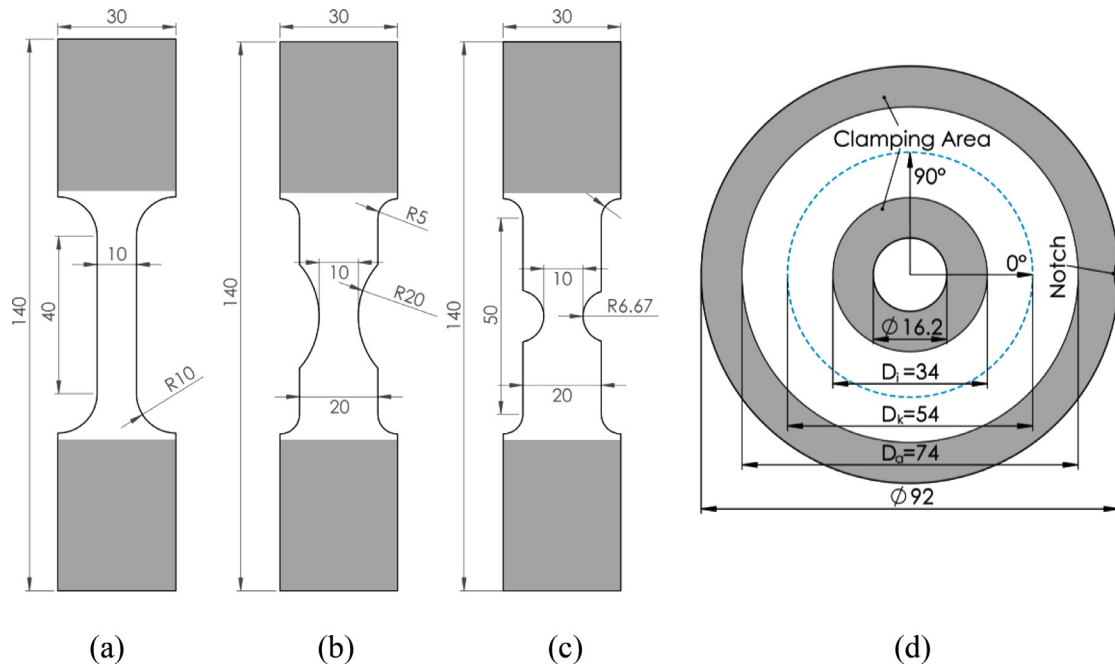 30
140
40
10
R10
(a)
30
140
R5
10
R20
20
(b)
30
140
50
10
R6.67
20
(c)
Clamping Area
90°
0°
Notch
Ø 16.2
Di=34
Dk=54
Da=74
Ø 92
(d)